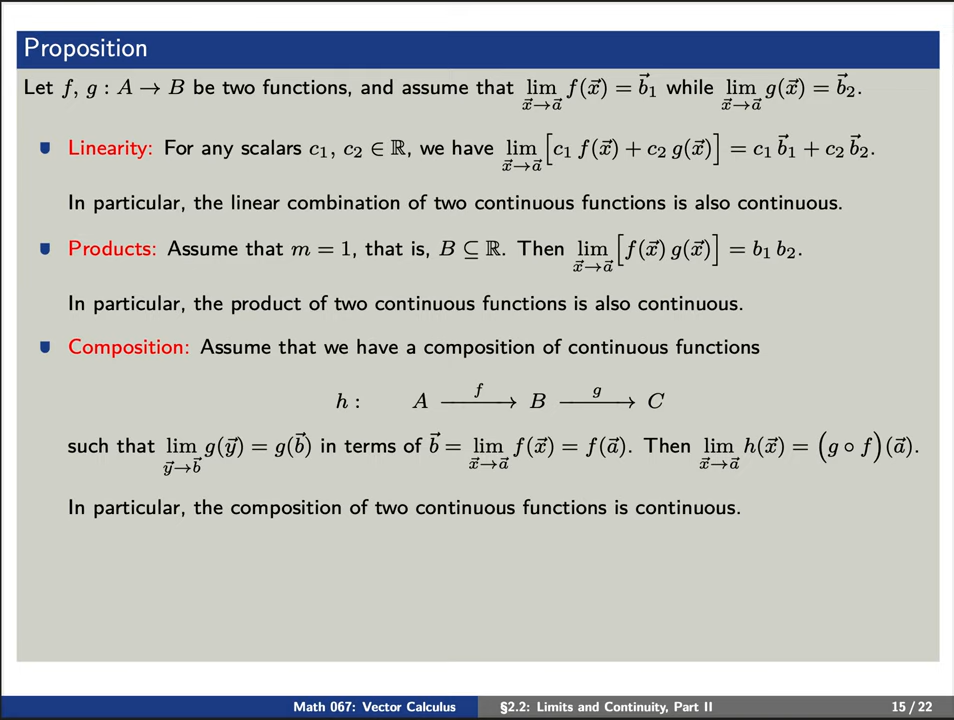 Proposition
Let f, g : A → B be two functions, and assume that lim_{x⃗→a⃗} f(x⃗) = b⃗₁ while lim_{x⃗→a⃗} g(x⃗) = b⃗₂.
Linearity: For any scalars c₁, c₂ ∈ ℝ, we have lim_{x⃗→a⃗} [c₁ f(x⃗) + c₂ g(x⃗)] = c₁ b⃗₁ + c₂ b⃗₂.
In particular, the linear combination of two continuous functions is also continuous.
Products: Assume that m = 1, that is, B ⊆ ℝ. Then lim_{x⃗→a⃗} [f(x⃗) g(x⃗)] = b₁ b₂.
In particular, the product of two continuous functions is also continuous.
Composition: Assume that we have a composition of continuous functions
h : A —f→ B —g→ C
such that lim_{y⃗→b⃗} g(y⃗) = g(b⃗) in terms of b⃗ = lim_{x⃗→a⃗} f(x⃗) = f(a⃗). Then lim_{x⃗→a⃗} h(x⃗) = (g ∘ f)(a⃗).
In particular, the composition of two continuous functions is continuous.
Math 067: Vector Calculus §2.2: Limits and Continuity, Part II 15 / 22